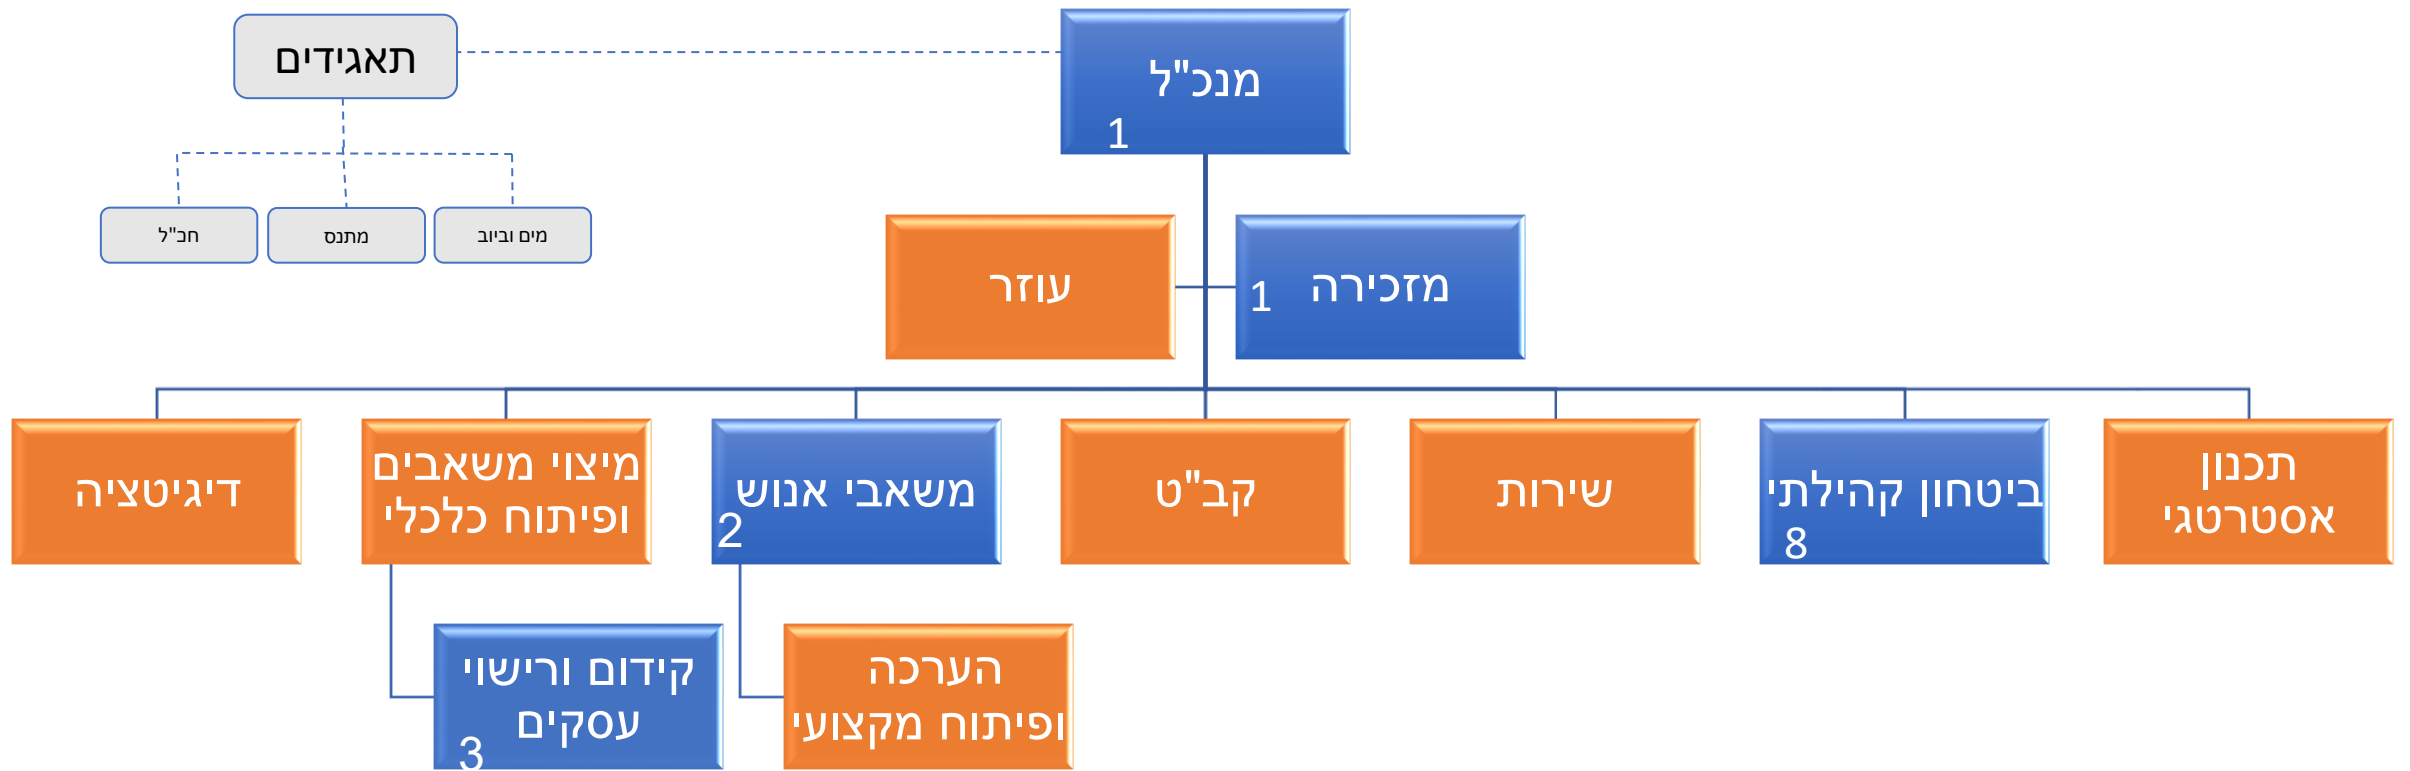 מנכ"ל
1
תאגידים
מים וביוב
מתנס
חכ"ל
מזכירה
1
עוזר
תכנון
אסטרטגי
ביטחון קהילתי
8
שירות
קב"ט
משאבי אנוש
2
מיצוי משאבים
ופיתוח כלכלי
דיגיטציה
הערכה
ופיתוח מקצועי
קידום ורישוי
עסקים
3